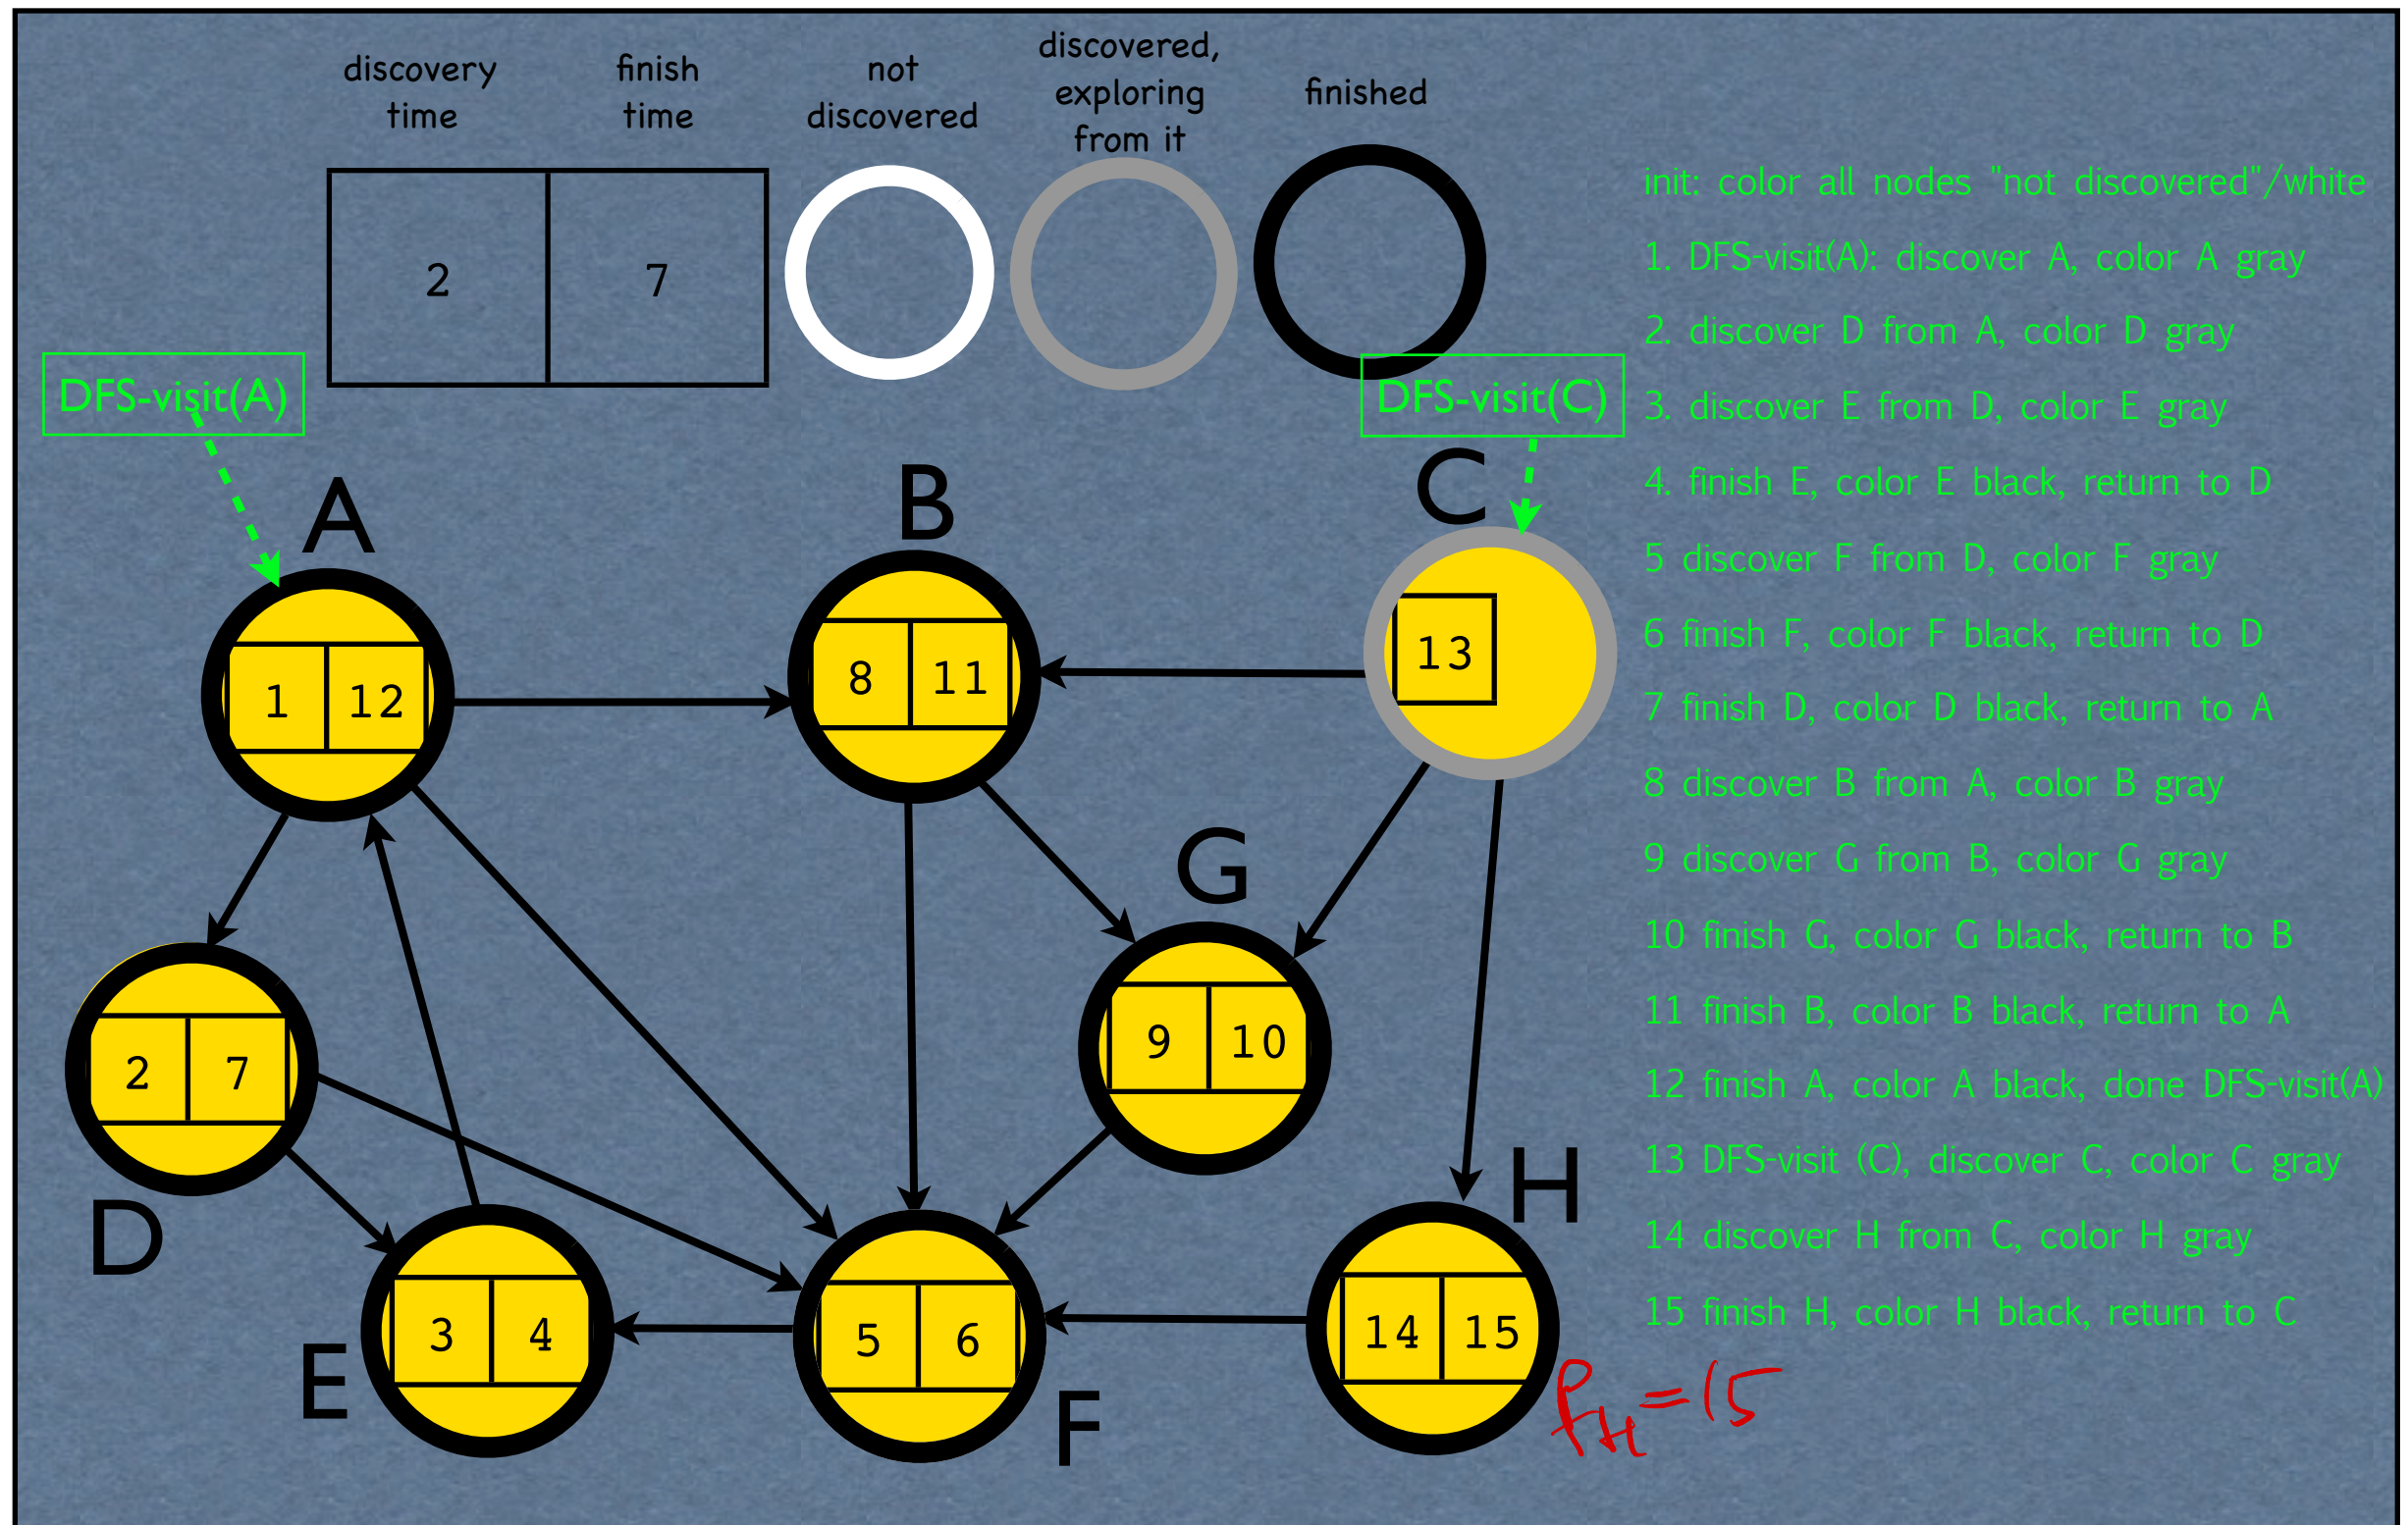 discovery
time
finish
time
not
discovered
discovered,
exploring
from it
finished
2
7
init: color all nodes "not discovered"/white
1. DFS-visit(A): discover A, color A gray
2. discover D from A, color D gray
3. discover E from D, color E gray
4. finish E, color E black, return to D
5 discover F from D, color F gray
6 finish F, color F black, return to D
7 finish D, color D black, return to A
8 discover B from A, color B gray
9 discover G from B, color G gray
10 finish G, color G black, return to B
11 finish B, color B black, return to A
12 finish A, color A black, done DFS-visit(A)
13 DFS-visit (C), discover C, color C gray
14 discover H from C, color H gray
15 finish H, color H black, return to C
DFS-visit(A)
DFS-visit(C)
A
1 12
B
8 11
C
13
G
9 10
D
2 7
E
3 4
F
5 6
H
14 15
fH=15